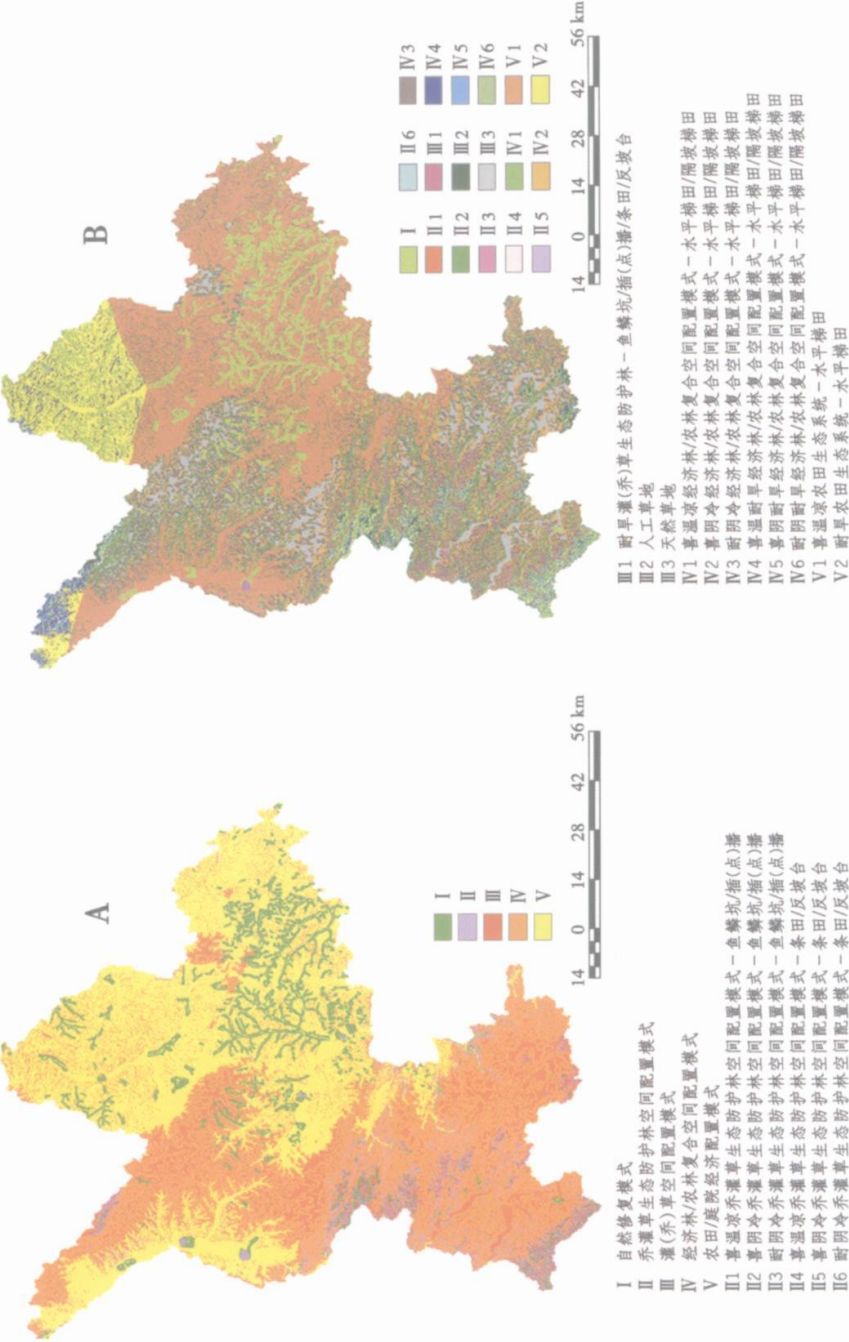 A
I
II
III
IV
V
14 0 14 28 42 56 km
B
I
II1
II2
II3
II4
II5
II6
III1
III2
III3
IV1
IV2
IV3
IV4
IV5
IV6
V1
V2
14 0 14 28 42 56 km
I 自然修复模式
II 乔灌草生态防护林空间配置模式
III 灌(乔)草空间配置模式
IV 经济林/农林复合空间配置模式
V 农田/庭院经济配置模式
II1 喜温凉乔灌草生态防护林空间配置模式－鱼鳞坑/插(点)播
II2 喜阴冷乔灌草生态防护林空间配置模式－鱼鳞坑/插(点)播
II3 耐阴冷乔灌草生态防护林空间配置模式－鱼鳞坑/插(点)播
II4 喜温凉乔灌草生态防护林空间配置模式－条田/反坡台
II5 喜阴冷乔灌草生态防护林空间配置模式－条田/反坡台
II6 耐阴冷乔灌草生态防护林空间配置模式－条田/反坡台
III1 耐旱灌(乔)草生态防护林－鱼鳞坑/插(点)播/条田/反坡台
III2 人工草地
III3 天然草地
IV1 喜温凉经济林/农林复合空间配置模式－水平梯田/隔坡梯田
IV2 喜阴冷经济林/农林复合空间配置模式－水平梯田/隔坡梯田
IV3 耐阴冷经济林/农林复合空间配置模式－水平梯田/隔坡梯田
IV4 喜温耐旱经济林/农林复合空间配置模式－水平梯田/隔坡梯田
IV5 喜阴耐旱经济林/农林复合空间配置模式－水平梯田/隔坡梯田
IV6 耐阴耐旱经济林/农林复合空间配置模式－水平梯田/隔坡梯田
V1 喜温凉农田生态系统－水平梯田
V2 耐旱农田生态系统－水平梯田